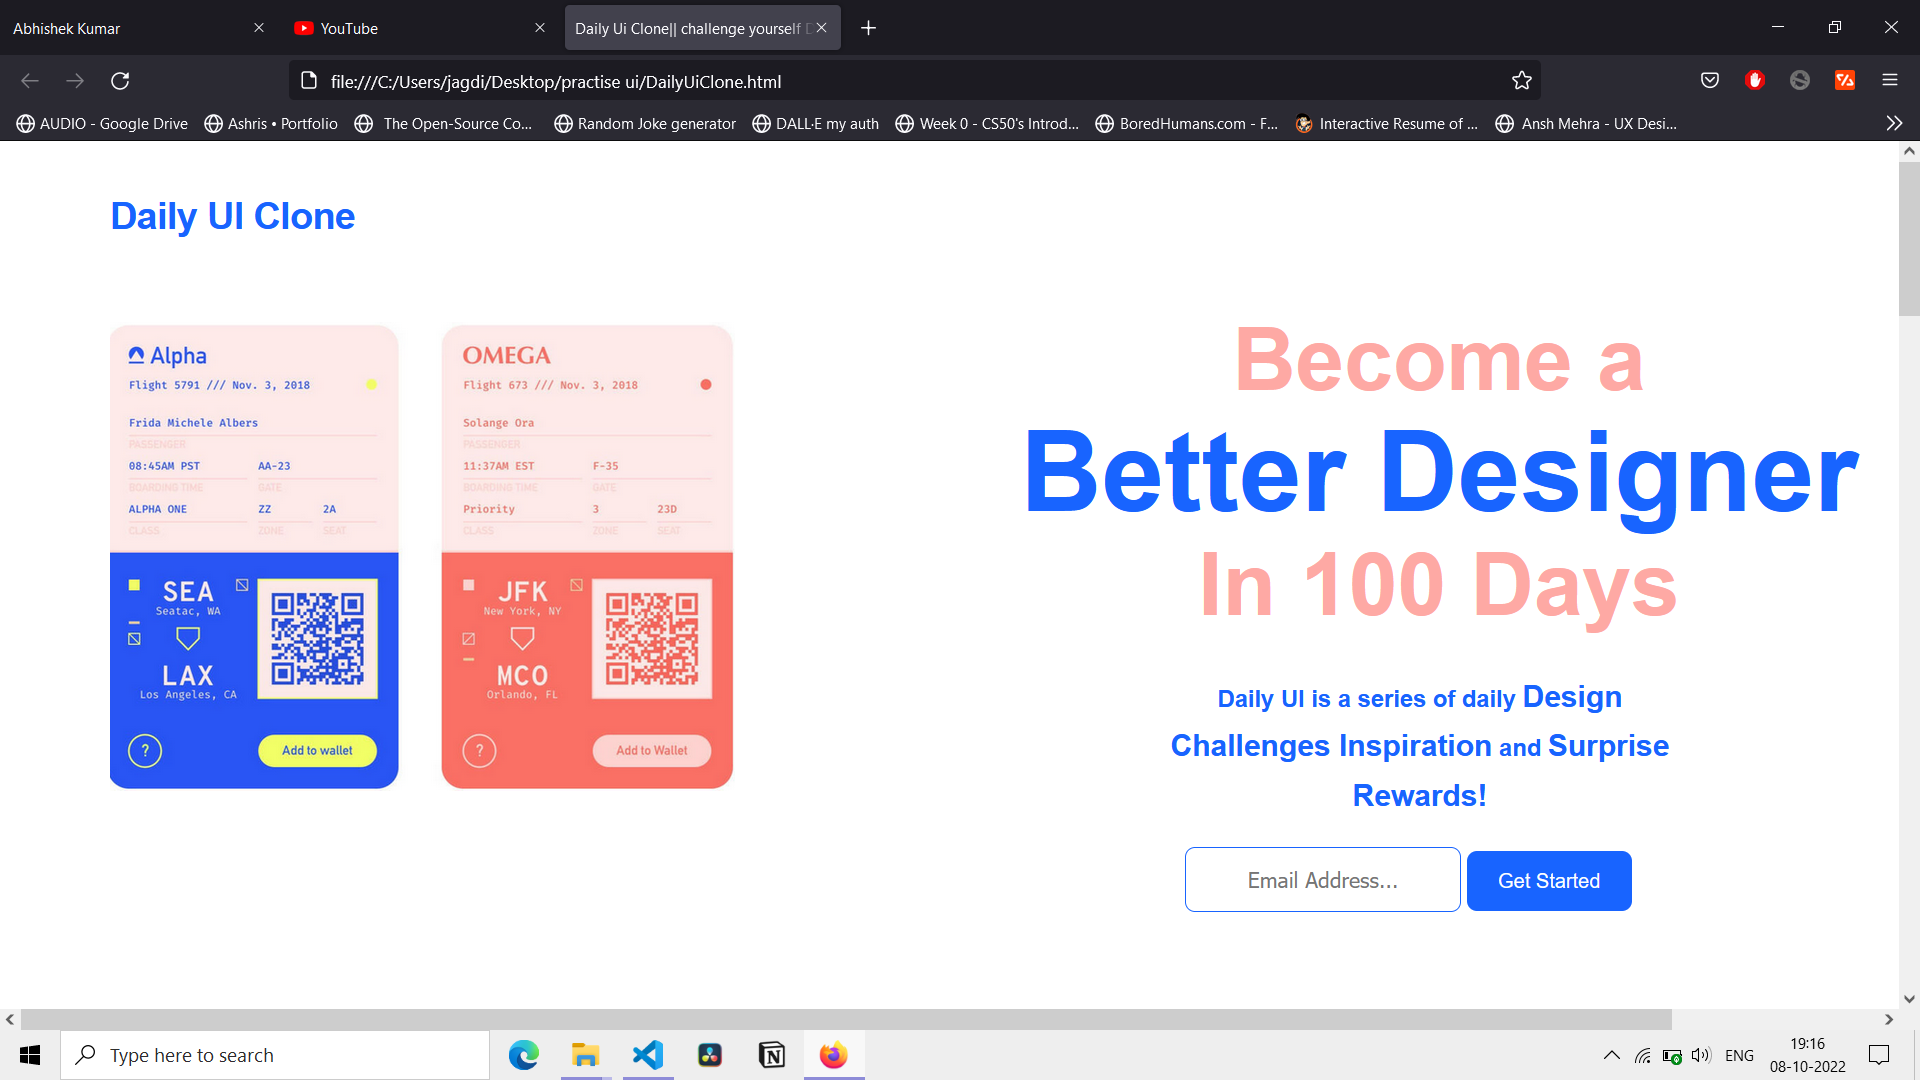 Abhishek Kumar
YouTube
Daily Ui Clone|| challenge yourself D
file:///C:/Users/jagdi/Desktop/practise ui/DailyUiClone.html
AUDIO - Google Drive
Ashris • Portfolio
The Open-Source Co...
Random Joke generator
DALL·E my auth
Week 0 - CS50's Introd...
BoredHumans.com - F...
Interactive Resume of ...
Ansh Mehra - UX Desi...
Daily UI Clone
Alpha
Flight 5791 /// Nov. 3, 2018
Frida Michele Albers
PASSENGER
08:45AM PST AA-23
BOARDING TIME GATE
ALPHA ONE ZZ 2A
CLASS ZONE SEAT
SEA
Seatac, WA
LAX
Los Angeles, CA
?
Add to wallet
OMEGA
Flight 673 /// Nov. 3, 2018
Solange Ora
PASSENGER
11:37AM EST F-35
BOARDING TIME GATE
Priority 3 23D
CLASS ZONE SEAT
JFK
New York, NY
MCO
Orlando, FL
?
Add to Wallet
Become a
Better Designer
In 100 Days
Daily UI is a series of daily Design
Challenges Inspiration and Surprise
Rewards!
Email Address...
Get Started
Type here to search
ENG
19:16
08-10-2022